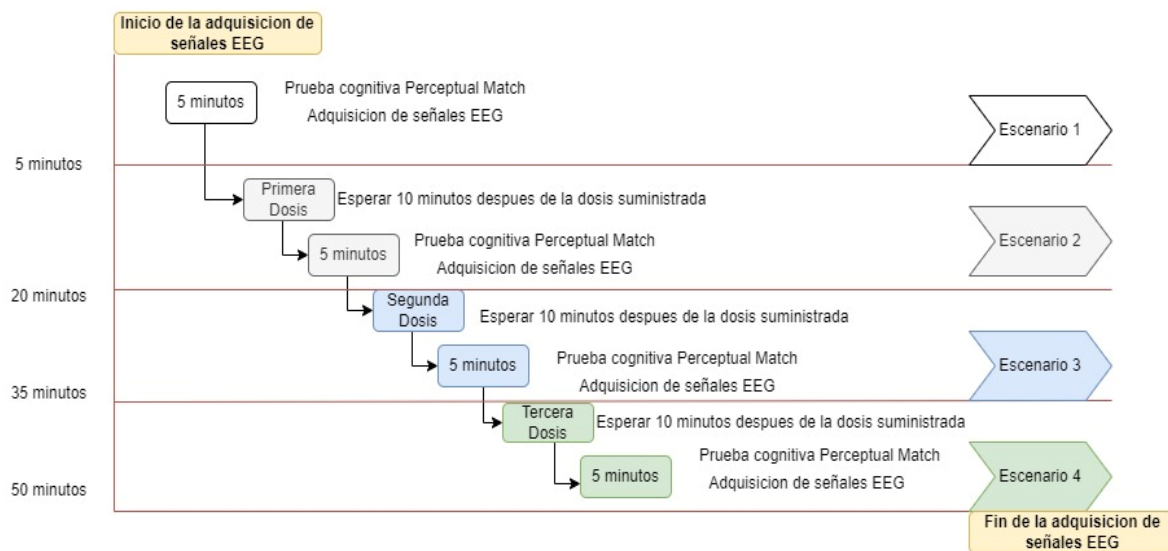 Inicio de la adquisicion de
señales EEG
5 minutos
Prueba cognitiva Perceptual Match
Adquisicion de señales EEG
Escenario 1
5 minutos
Primera
Dosis
Esperar 10 minutos despues de la dosis suministrada
5 minutos
Prueba cognitiva Perceptual Match
Adquisicion de señales EEG
Escenario 2
20 minutos
Segunda
Dosis
Esperar 10 minutos despues de la dosis suministrada
5 minutos
Prueba cognitiva Perceptual Match
Adquisicion de señales EEG
Escenario 3
35 minutos
Tercera
Dosis
Esperar 10 minutos despues de la dosis suministrada
5 minutos
Prueba cognitiva Perceptual Match
Adquisicion de señales EEG
Escenario 4
50 minutos
Fin de la adquisicion de
señales EEG